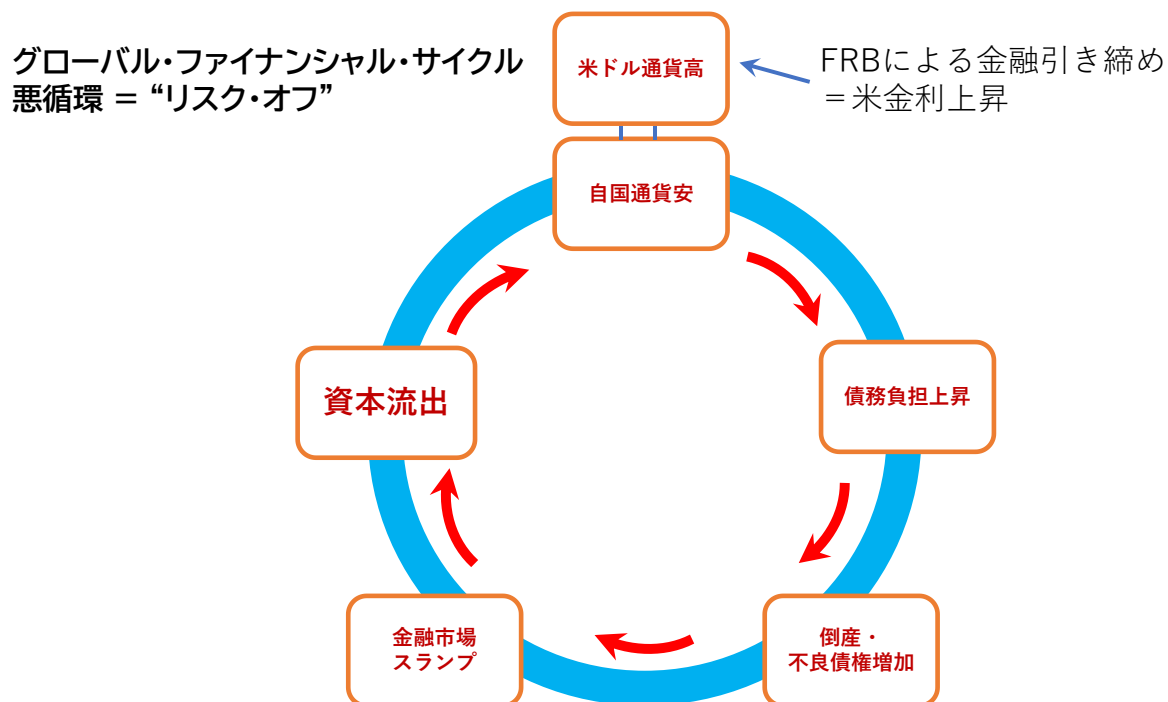 グローバル・ファイナンシャル・サイクル
悪循環 = “リスク・オフ”
米ドル通貨高
FRBによる金融引き締め
＝米金利上昇
自国通貨安
債務負担上昇
倒産・
不良債権増加
金融市場
スランプ
資本流出